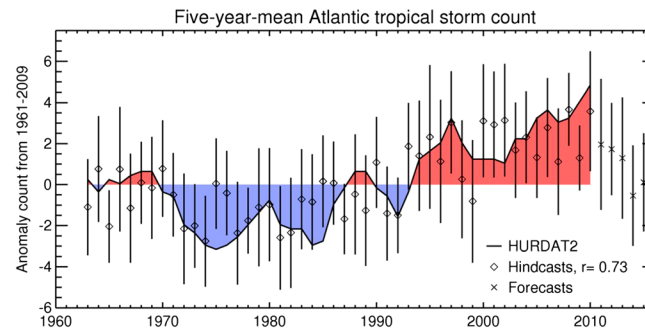 Five-year-mean Atlantic tropical storm count
Anomaly count from 1961-2009
6
4
2
0
-2
-4
-6
HURDAT2
Hindcasts, r= 0.73
Forecasts
1960 1970 1980 1990 2000 2010